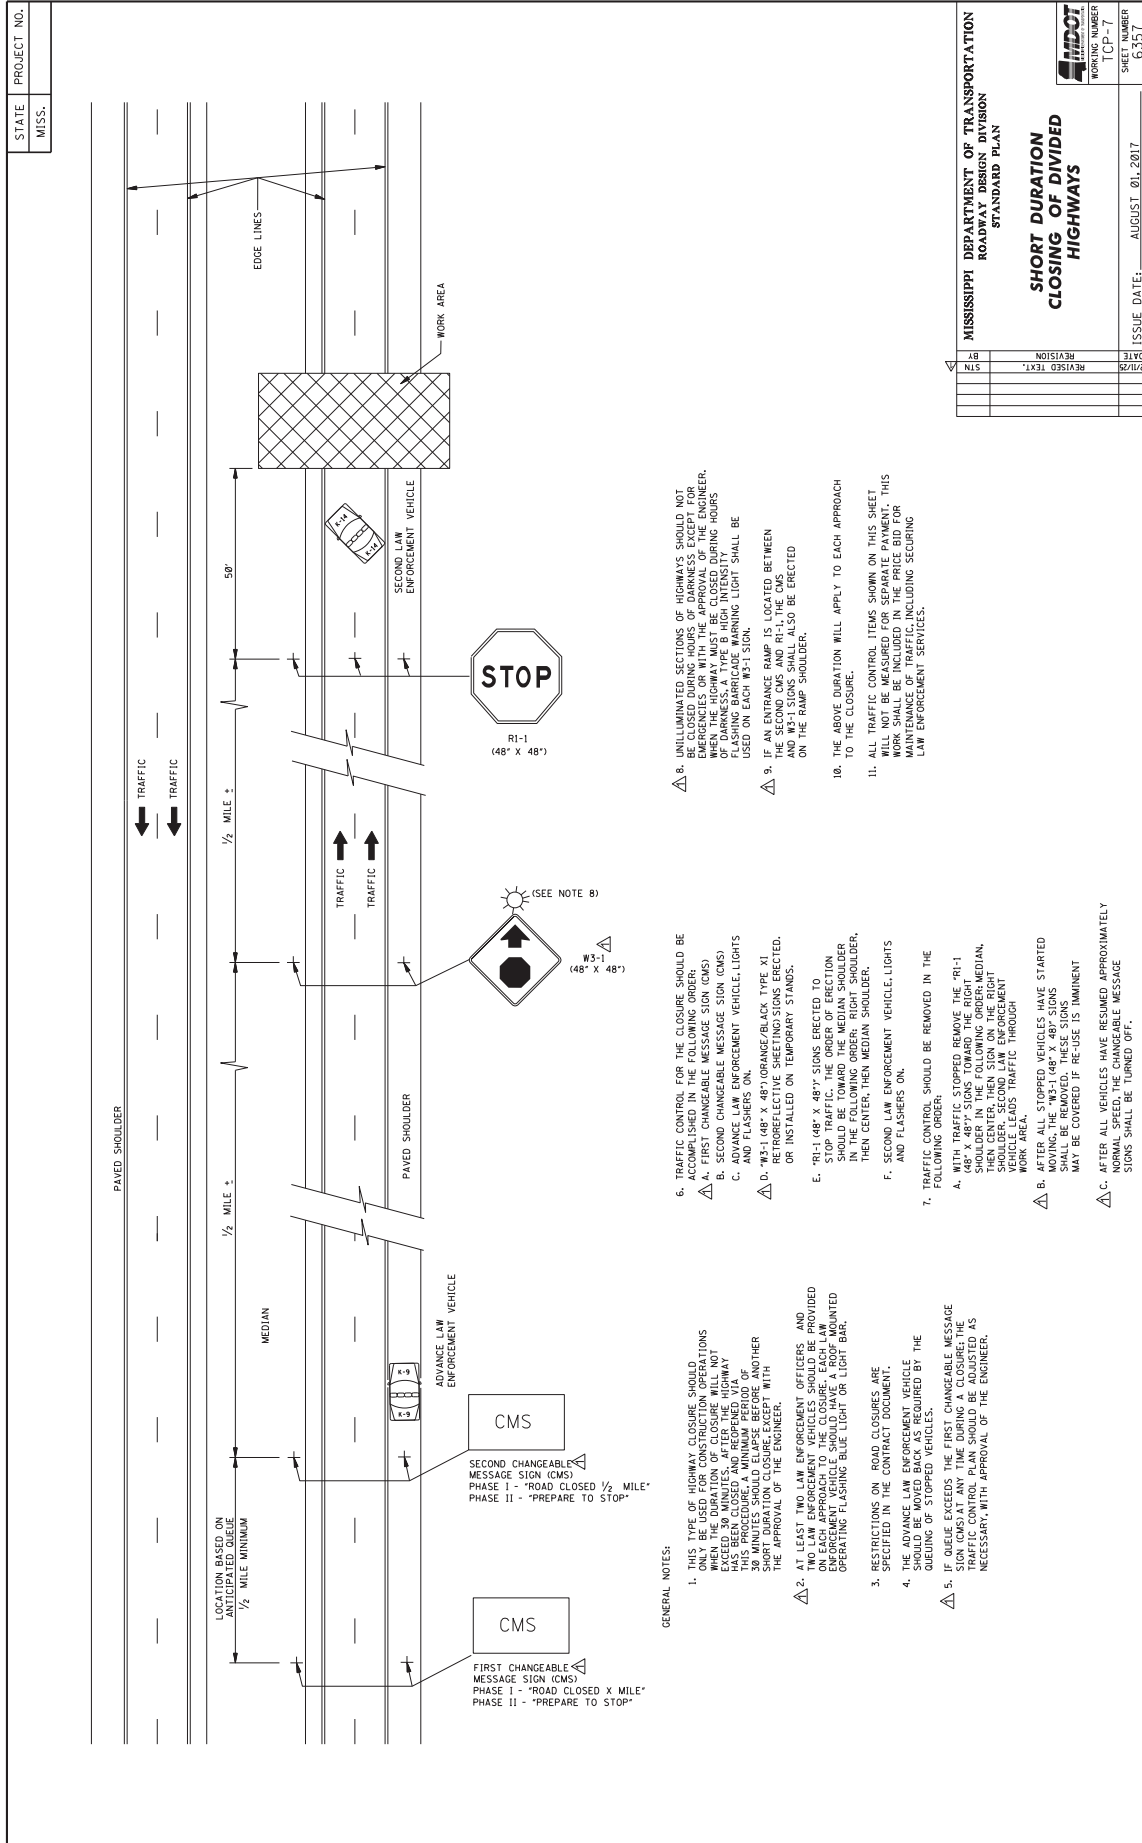 STATE PROJECT NO.
MISS.
PAVED SHOULDER
TRAFFIC
TRAFFIC
EDGE LINES
LOCATION BASED ON
ANTICIPATED QUEUE
1/2 MILE MINIMUM
1/2 MILE ±
1/2 MILE ±
50'
MEDIAN
TRAFFIC
TRAFFIC
PAVED SHOULDER
K-9
K-9
K-14
K-14
WORK AREA
ADVANCE LAW
ENFORCEMENT VEHICLE
SECOND LAW
ENFORCEMENT VEHICLE
CMS
FIRST CHANGEABLE
MESSAGE SIGN (CMS)
PHASE I - "ROAD CLOSED X MILE"
PHASE II - "PREPARE TO STOP"
CMS
SECOND CHANGEABLE
MESSAGE SIGN (CMS)
PHASE I - "ROAD CLOSED 1/2 MILE"
PHASE II - "PREPARE TO STOP"
(SEE NOTE 8)
W3-1
(48" X 48")
STOP
R1-1
(48" X 48")
GENERAL NOTES:
1. THIS TYPE OF HIGHWAY CLOSURE SHOULD
ONLY BE USED FOR CONSTRUCTION OPERATIONS
WHEN THE DURATION OF CLOSURE WILL NOT
EXCEED 30 MINUTES. AFTER THE HIGHWAY
HAS BEEN CLOSED AND REOPENED VIA
THIS PROCEDURE, A MINIMUM PERIOD OF
30 MINUTES SHOULD ELAPSE BEFORE ANOTHER
SHORT DURATION CLOSURE, EXCEPT WITH
THE APPROVAL OF THE ENGINEER.
2. AT LEAST TWO LAW ENFORCEMENT OFFICERS AND
TWO LAW ENFORCEMENT VEHICLES SHOULD BE PROVIDED
ON EACH APPROACH TO THE CLOSURE. EACH LAW
ENFORCEMENT VEHICLE SHOULD HAVE A ROOF MOUNTED
OPERATING FLASHING BLUE LIGHT OR LIGHT BAR.
3. RESTRICTIONS ON ROAD CLOSURES ARE
SPECIFIED IN THE CONTRACT DOCUMENT.
4. THE ADVANCE LAW ENFORCEMENT VEHICLE
SHOULD BE MOVED BACK AS REQUIRED BY THE
QUEUING OF STOPPED VEHICLES.
5. IF QUEUE EXCEEDS THE FIRST CHANGEABLE MESSAGE
SIGN (CMS) AT ANY TIME DURING A CLOSURE; THE
TRAFFIC CONTROL PLAN SHOULD BE ADJUSTED AS
NECESSARY, WITH APPROVAL OF THE ENGINEER.
6. TRAFFIC CONTROL FOR THE CLOSURE SHOULD BE
ACCOMPLISHED IN THE FOLLOWING ORDER:
A. FIRST CHANGEABLE MESSAGE SIGN (CMS)
B. SECOND CHANGEABLE MESSAGE SIGN (CMS)
C. ADVANCE LAW ENFORCEMENT VEHICLE, LIGHTS
AND FLASHERS ON.
D. "W3-1 (48" X 48") (ORANGE/BLACK TYPE XI
RETROREFLECTIVE SHEETING) SIGNS ERECTED.
OR INSTALLED ON TEMPORARY STANDS.
E. "R1-1 (48" X 48")" SIGNS ERECTED TO
STOP TRAFFIC. THE ORDER OF ERECTION
SHOULD BE TOWARD THE MEDIAN SHOULDER
IN THE FOLLOWING ORDER: RIGHT SHOULDER,
THEN CENTER, THEN MEDIAN SHOULDER.
F. SECOND LAW ENFORCEMENT VEHICLE, LIGHTS
AND FLASHERS ON.
7. TRAFFIC CONTROL SHOULD BE REMOVED IN THE
FOLLOWING ORDER:
A. WITH TRAFFIC STOPPED REMOVE THE "R1-1
(48" X 48")" SIGNS TOWARD THE RIGHT
SHOULDER IN THE FOLLOWING ORDER: MEDIAN,
THEN CENTER, THEN SIGN ON THE RIGHT
SHOULDER. SECOND LAW ENFORCEMENT
VEHICLE LEADS TRAFFIC THROUGH
WORK AREA.
B. AFTER ALL STOPPED VEHICLES HAVE STARTED
MOVING, THE "W3-1 (48" X 48)" SIGNS
SHALL BE REMOVED. THESE SIGNS
MAY BE COVERED IF RE-USE IS IMMINENT
C. AFTER ALL VEHICLES HAVE RESUMED APPROXIMATELY
NORMAL SPEED, THE CHANGEABLE MESSAGE
SIGNS SHALL BE TURNED OFF.
8. UNILLUMINATED SECTIONS OF HIGHWAYS SHOULD NOT
BE CLOSED DURING HOURS OF DARKNESS EXCEPT FOR
EMERGENCIES OR WITH THE APPROVAL OF THE ENGINEER.
WHEN THE HIGHWAY MUST BE CLOSED DURING HOURS
OF DARKNESS, A TYPE B HIGH INTENSITY
FLASHING BARRICADE WARNING LIGHT SHALL BE
USED ON EACH W3-1 SIGN.
9. IF AN ENTRANCE RAMP IS LOCATED BETWEEN
THE SECOND CMS AND R1-1, THE CMS
AND W3-1 SIGNS SHALL ALSO BE ERECTED
ON THE RAMP SHOULDER.
10. THE ABOVE DURATION WILL APPLY TO EACH APPROACH
TO THE CLOSURE.
11. ALL TRAFFIC CONTROL ITEMS SHOWN ON THIS SHEET
WILL NOT BE MEASURED FOR SEPARATE PAYMENT. THIS
WORK SHALL BE INCLUDED IN THE PRICE BID FOR
MAINTENANCE OF TRAFFIC, INCLUDING SECURING
LAW ENFORCEMENT SERVICES.
STN REVISED TEXT.
BY REVISION DATE
MISSISSIPPI DEPARTMENT OF TRANSPORTATION
ROADWAY DESIGN DIVISION
STANDARD PLAN
SHORT DURATION
CLOSING OF DIVIDED
HIGHWAYS
MDOT
WORKING NUMBER
TCP-7
SHEET NUMBER
6357
ISSUE DATE: AUGUST 01, 2017